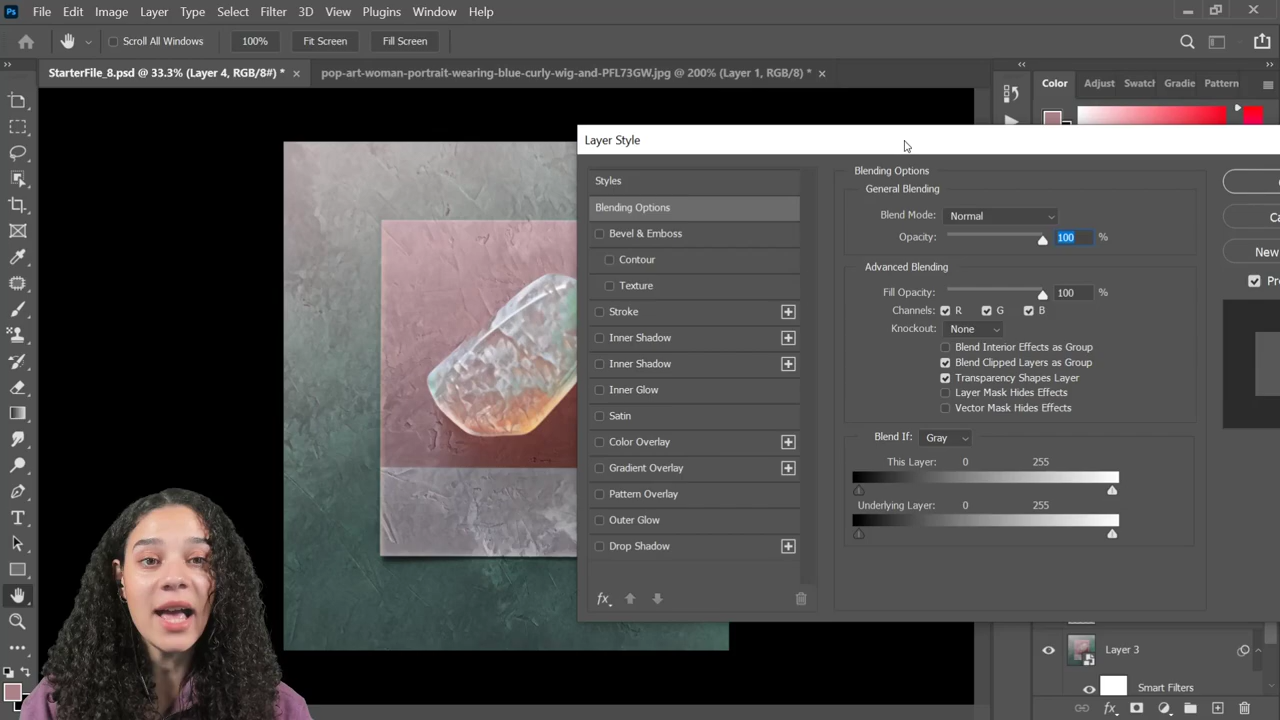 Ps File Edit Image Layer Type Select Filter 3D View Plugins Window Help
Scroll All Windows 100% Fit Screen Fill Screen
StarterFile_8.psd @ 33.3% (Layer 4, RGB/8#) * × pop-art-woman-portrait-wearing-blue-curly-wig-and-PFL73GW.jpg @ 200% (Layer 1, RGB/8) * ×
Color Adjust Swatch Gradie Pattern
Layer Style
Styles
Blending Options
Bevel & Emboss
Contour
Texture
Stroke
Inner Shadow
Inner Shadow
Inner Glow
Satin
Color Overlay
Gradient Overlay
Pattern Overlay
Outer Glow
Drop Shadow
fx
Blending Options
General Blending
Blend Mode: Normal
Opacity: 100 %
Advanced Blending
Fill Opacity: 100 %
Channels: R G B
Knockout: None
Blend Interior Effects as Group
Blend Clipped Layers as Group
Transparency Shapes Layer
Layer Mask Hides Effects
Vector Mask Hides Effects
Blend If: Gray
This Layer: 0 255
Underlying Layer: 0 255
Ca
New
Pre
Layer 3
Smart Filters
fx